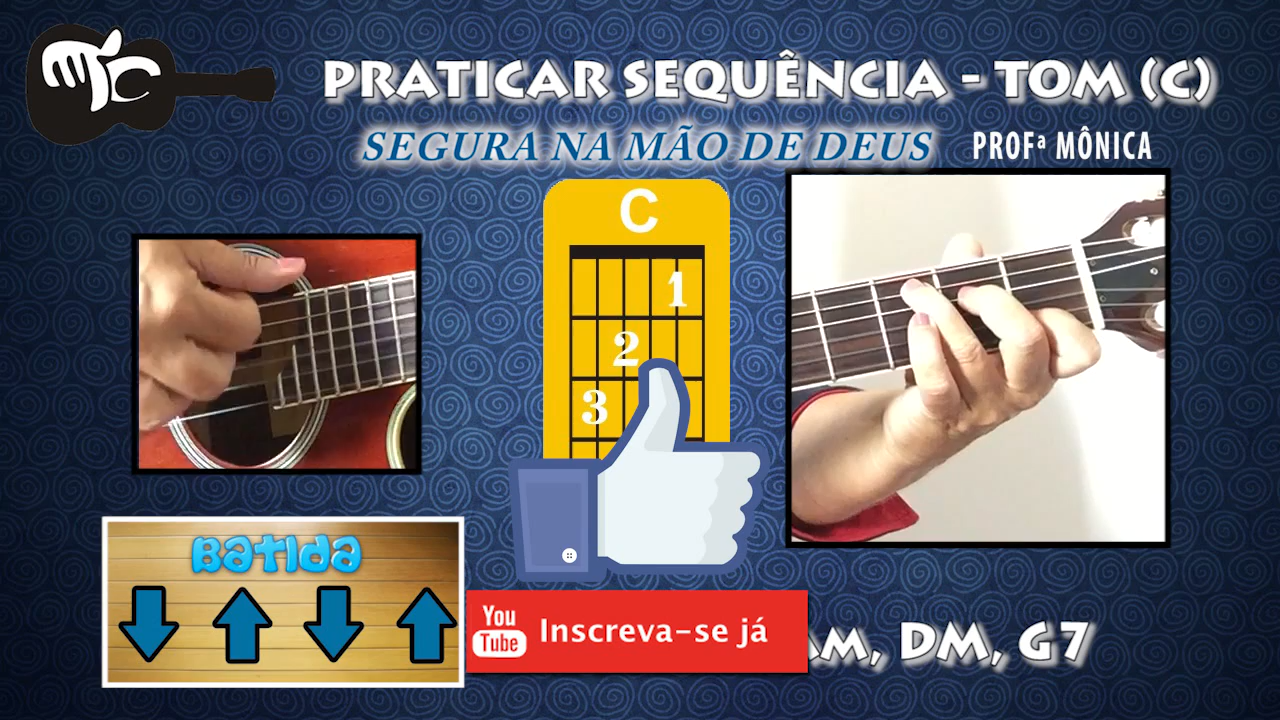 MC
PRATICAR SEQUÊNCIA - TOM (C)
SEGURA NA MÃO DE DEUS PROFª MÔNICA
C
1
2
3
BATIDA
You Tube Inscreva-se já
AM, DM, G7